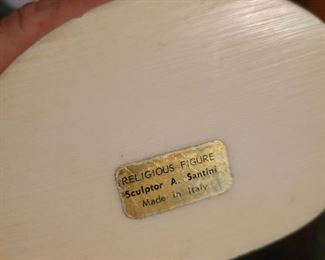 RELIGIOUS FIGURE
Sculptor A. Santini
Made in Italy